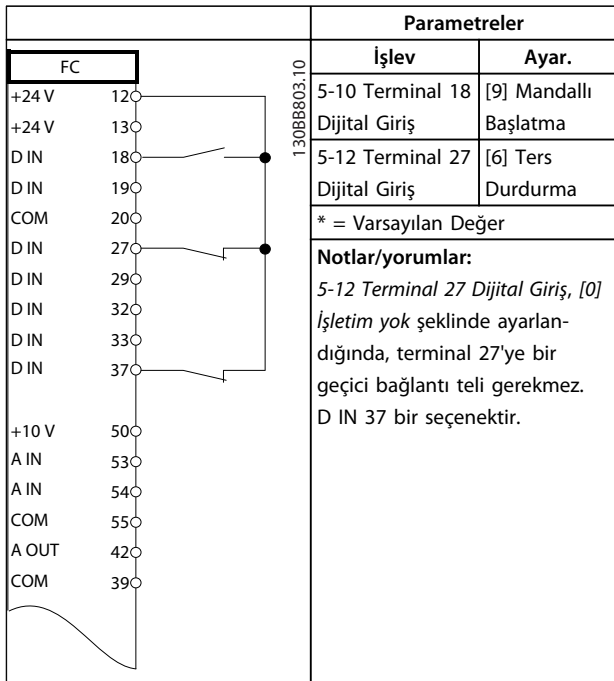 FC
+24 V 12
+24 V 13
D IN 18
D IN 19
COM 20
D IN 27
D IN 29
D IN 32
D IN 33
D IN 37
+10 V 50
A IN 53
A IN 54
COM 55
A OUT 42
COM 39
130BB803.10
Parametreler
İşlev Ayar.
5-10 Terminal 18 [9] Mandallı
Dijital Giriş Başlatma
5-12 Terminal 27 [6] Ters
Dijital Giriş Durdurma
* = Varsayılan Değer
Notlar/yorumlar:
5-12 Terminal 27 Dijital Giriş, [0]
İşletim yok şeklinde ayarlan-
dığında, terminal 27'ye bir
geçici bağlantı teli gerekmez.
D IN 37 bir seçenektir.